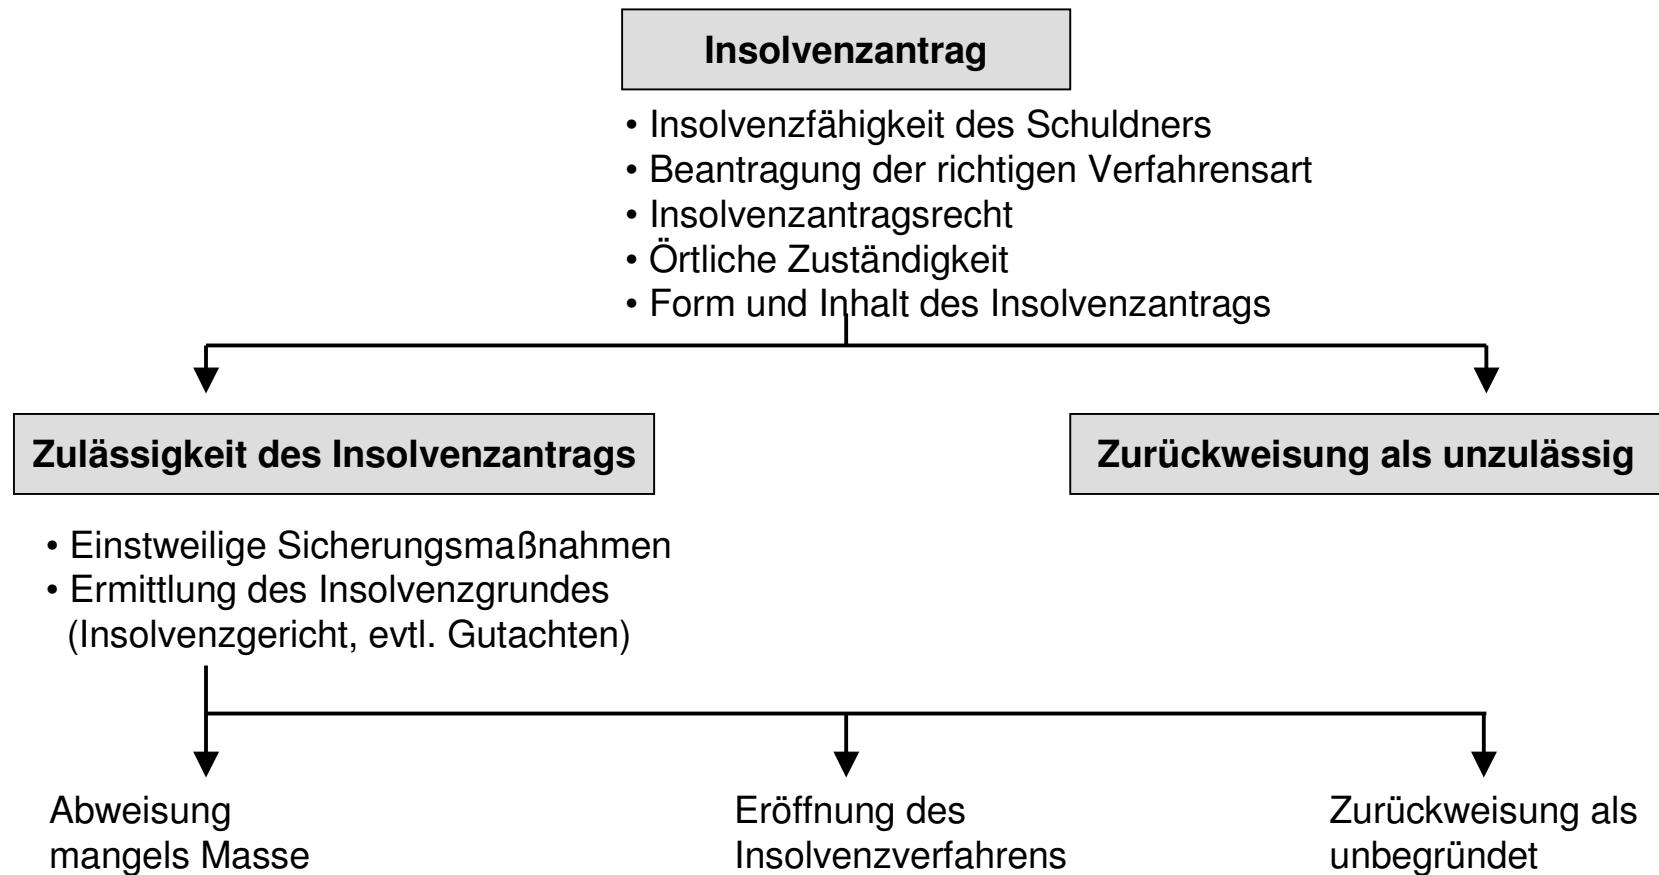 Insolvenzantrag
• Insolvenzfähigkeit des Schuldners
• Beantragung der richtigen Verfahrensart
• Insolvenzantragsrecht
• Örtliche Zuständigkeit
• Form und Inhalt des Insolvenzantrags
Zulässigkeit des Insolvenzantrags
Zurückweisung als unzulässig
• Einstweilige Sicherungsmaßnahmen
• Ermittlung des Insolvenzgrundes
(Insolvenzgericht, evtl. Gutachten)
Abweisung
mangels Masse
Eröffnung des
Insolvenzverfahrens
Zurückweisung als
unbegründet